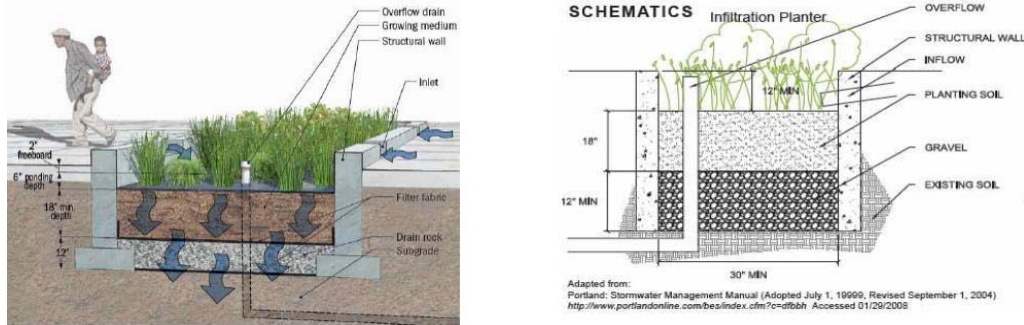 Overflow drain
Growing medium
Structural wall
Inlet
2"
freeboard
6" ponding
depth
18" min.
depth
12"
Filter fabric
Drain rock
Subgrade
SCHEMATICS
Infiltration Planter
OVERFLOW
STRUCTURAL WALL
INFLOW
12" MIN
PLANTING SOIL
18"
GRAVEL
12" MIN
EXISTING SOIL
30" MIN
Adapted from:
Portland: Stormwater Management Manual (Adopted July 1, 19999, Revised September 1, 2004)
http://www.portlandonline.com/bes/index.cfm?c=dfbbh Accessed 01/29/2008